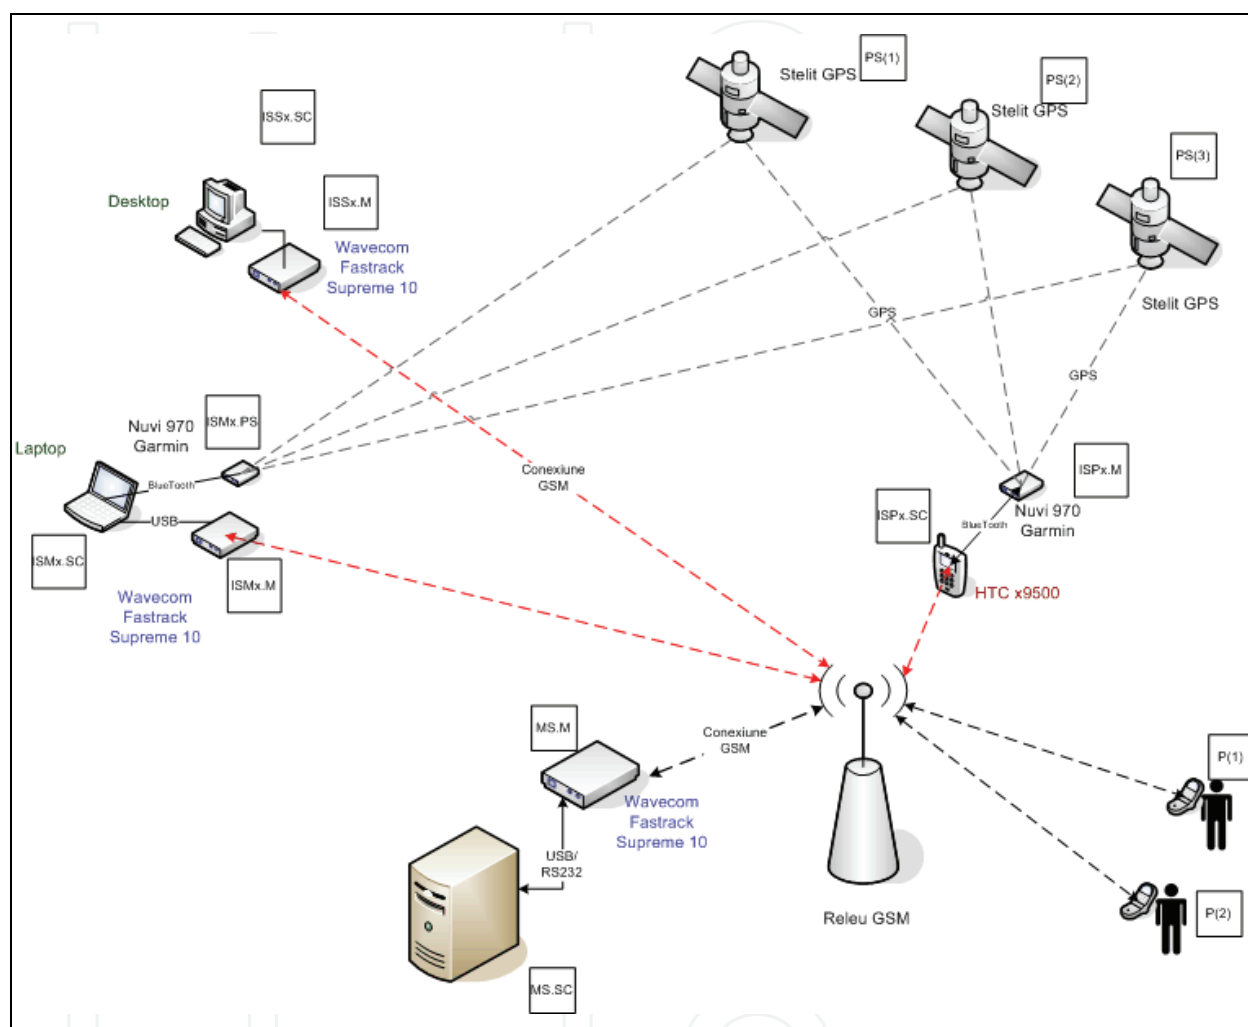 PS(1)
Stelit GPS
PS(2)
Stelit GPS
ISSx.SC
PS(3)
Desktop
ISSx.M
Wavecom
Fastrack
Supreme 10
Stelit GPS
GPS
GPS
Nuvi 970
Garmin
ISMx.PS
Laptop
BlueTooth
USB
ISMx.SC
ISMx.M
Wavecom
Fastrack
Supreme 10
Conexiune
GSM
ISPx.M
ISPx.SC
Nuvi 970
Garmin
BlueTooth
HTC x9500
MS.M
Conexiune
GSM
Wavecom
Fastrack
Supreme 10
USB/
RS232
MS.SC
Releu GSM
P(1)
P(2)